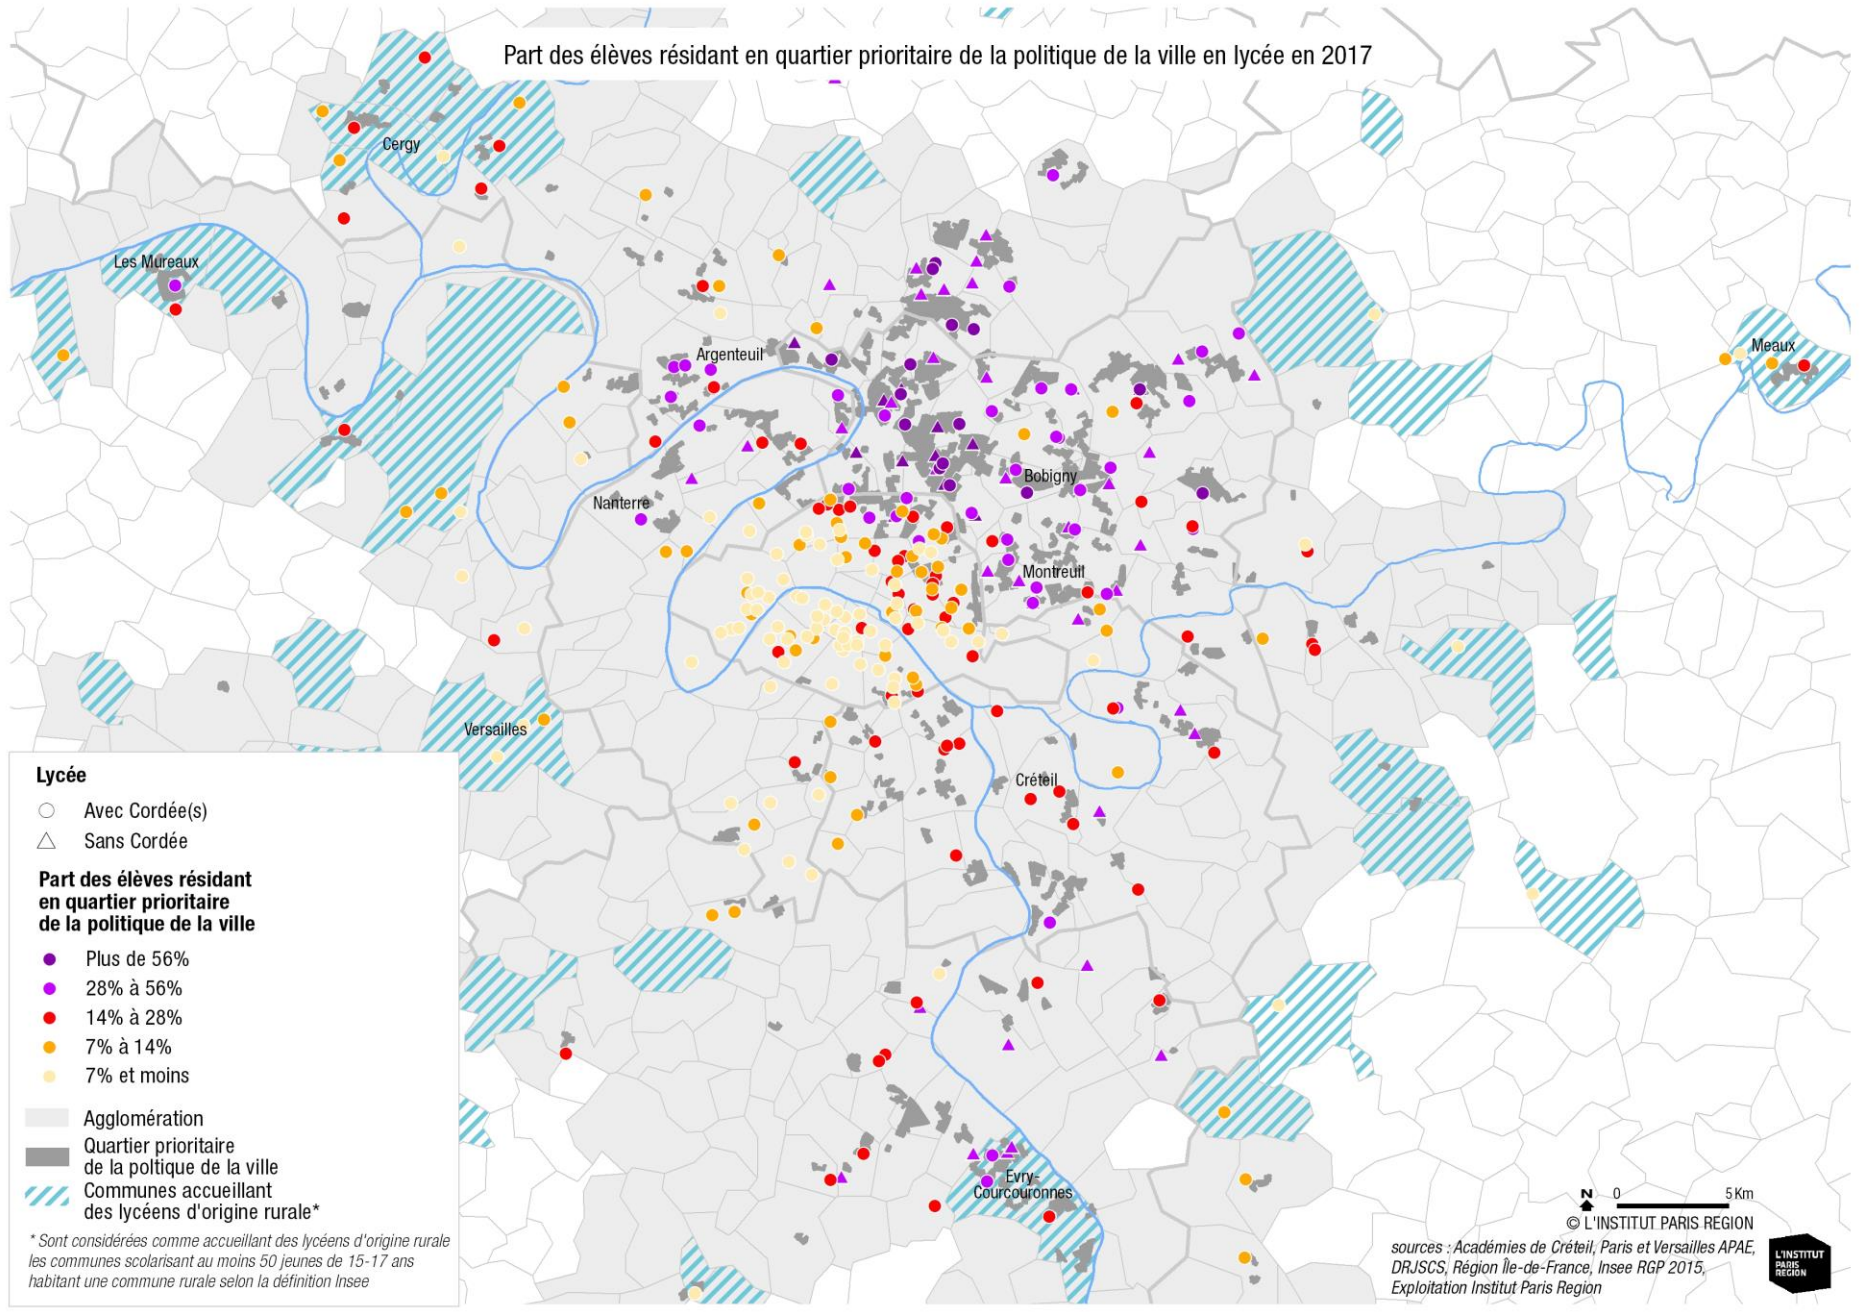 Part des élèves résidant en quartier prioritaire de la politique de la ville en lycée en 2017
Cergy
Les Mureaux
Argenteuil
Meaux
Nanterre
Bobigny
Montreuil
Versailles
Créteil
Evry-
Courcouronnes
Lycée
Avec Cordée(s)
Sans Cordée
Part des élèves résidant
en quartier prioritaire
de la politique de la ville
Plus de 56%
28% à 56%
14% à 28%
7% à 14%
7% et moins
Agglomération
Quartier prioritaire
de la poltique de la ville
Communes accueillant
des lycéens d'origine rurale*
* Sont considérées comme accueillant des lycéens d'origine rurale
les communes scolarisant au moins 50 jeunes de 15-17 ans
habitant une commune rurale selon la définition Insee
N 0 5 Km
© L'INSTITUT PARIS REGION
sources : Académies de Créteil, Paris et Versailles APAE,
DRJSCS, Région Île-de-France, Insee RGP 2015,
Exploitation Institut Paris Region
L'INSTITUT
PARIS
REGION